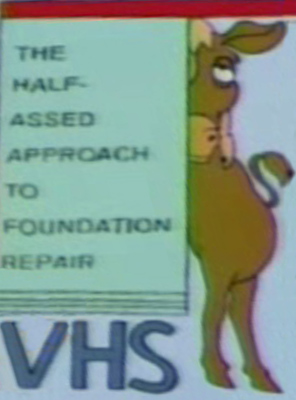 THE
HALF-
ASSED
APPROACH
TO
FOUNDATION
REPAIR
VHS